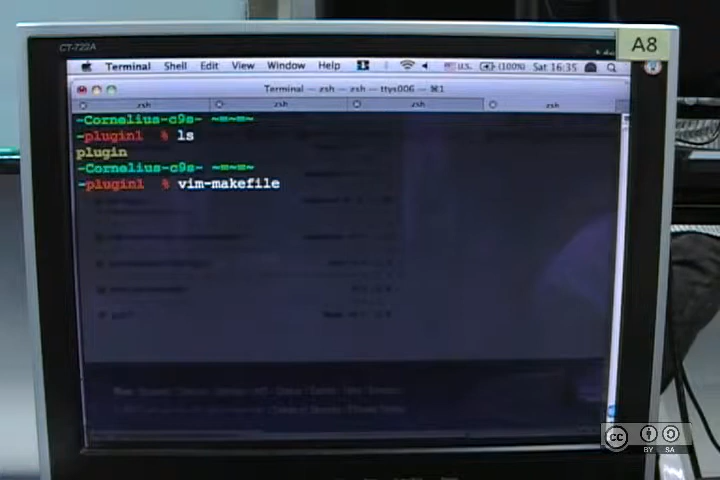 CT-722A
A8
Terminal Shell Edit View Window Help U.S. (100%) Sat 16:35
Terminal — zsh — zsh — ttys006 — ⌘1
zsh zsh zsh zsh
-Cornelius-c9s- ~=~=~
-plugin1 % ls
plugin
-Cornelius-c9s- ~=~=~
-plugin1 % vim-makefile
cc BY SA